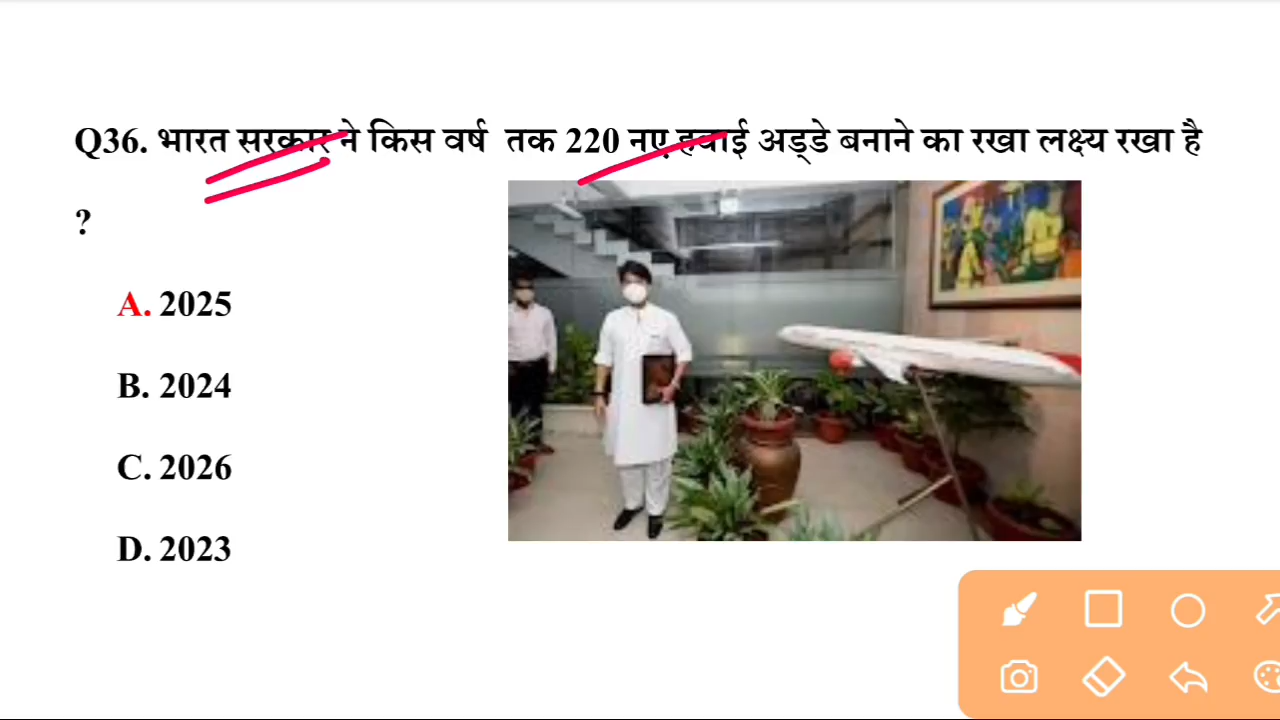 Q36. भारत सरकार ने किस वर्ष तक 220 नए हवाई अड्डे बनाने का रखा लक्ष्य रखा है
?
A. 2025
B. 2024
C. 2026
D. 2023